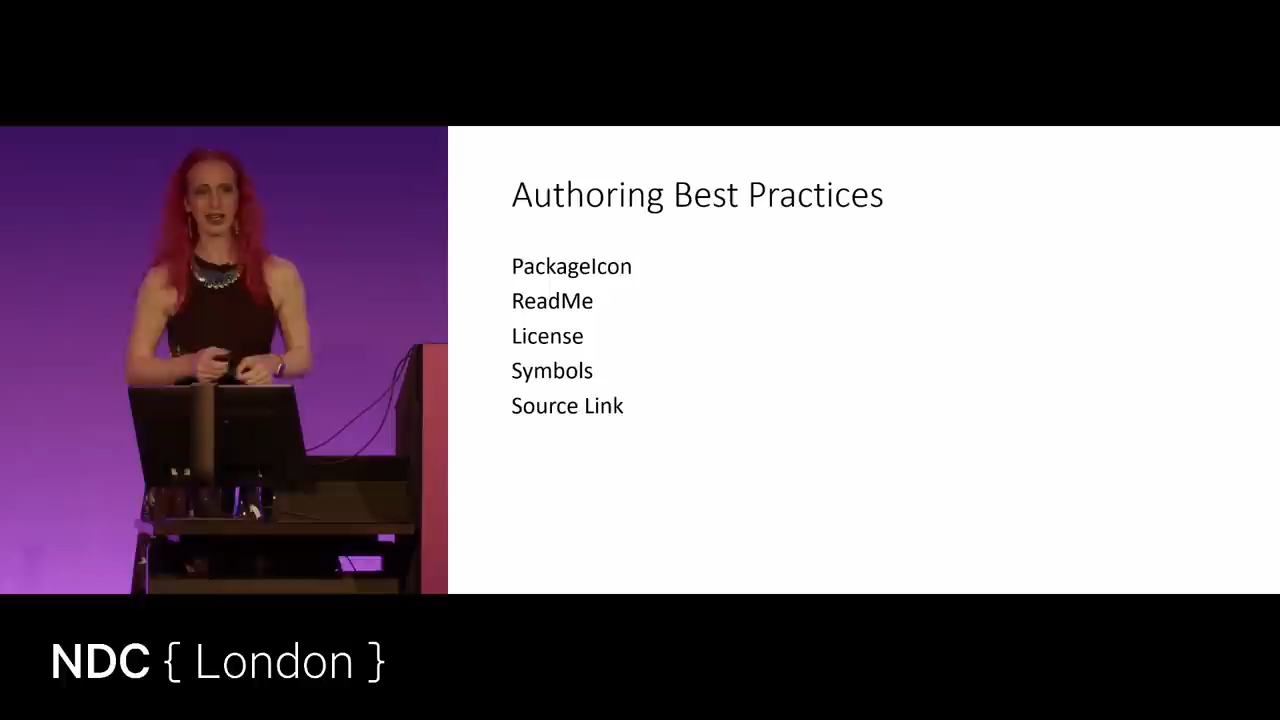 Authoring Best Practices
PackageIcon
ReadMe
License
Symbols
Source Link
NDC { London }